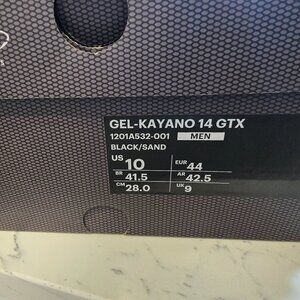 GEL-KAYANO 14 GTX
1201A532-001 MEN
BLACK/SAND
US 10 EUR 44
BR 41.5 AR 42.5
CM 28.0 UK 9